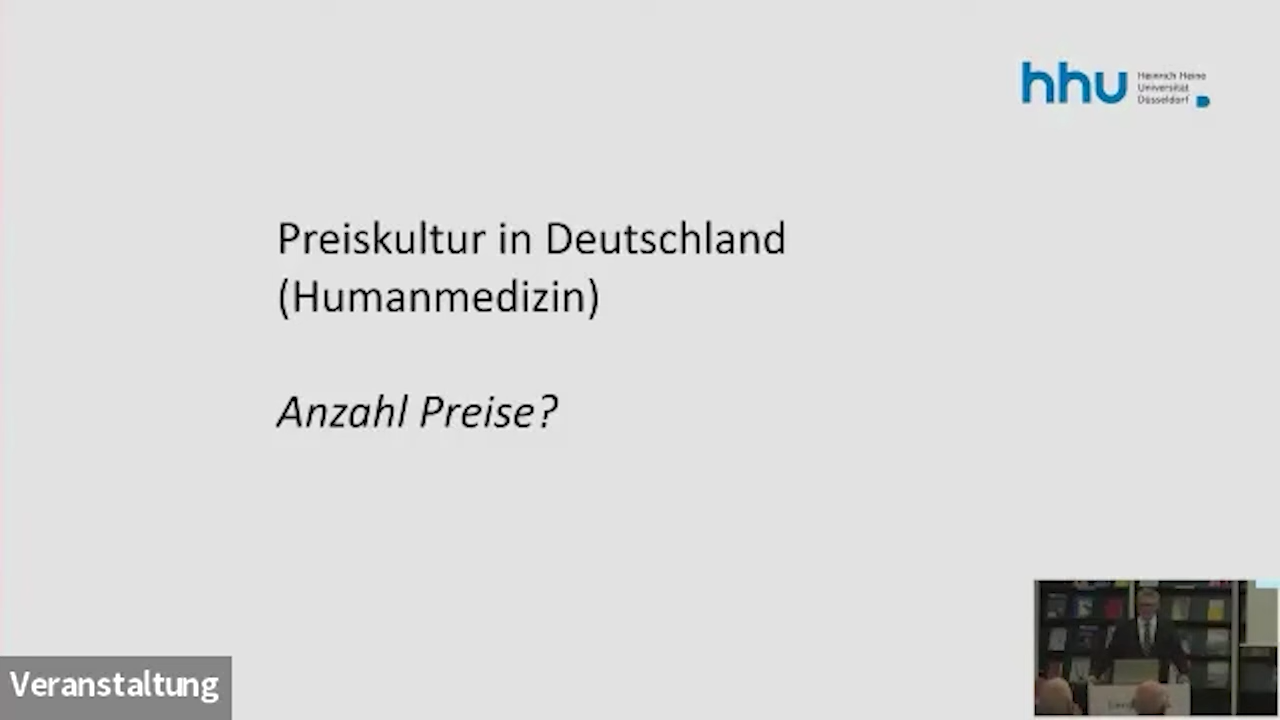 hhu
Heinrich Heine
Universität
Düsseldorf
Preiskultur in Deutschland
(Humanmedizin)
Anzahl Preise?
Veranstaltung